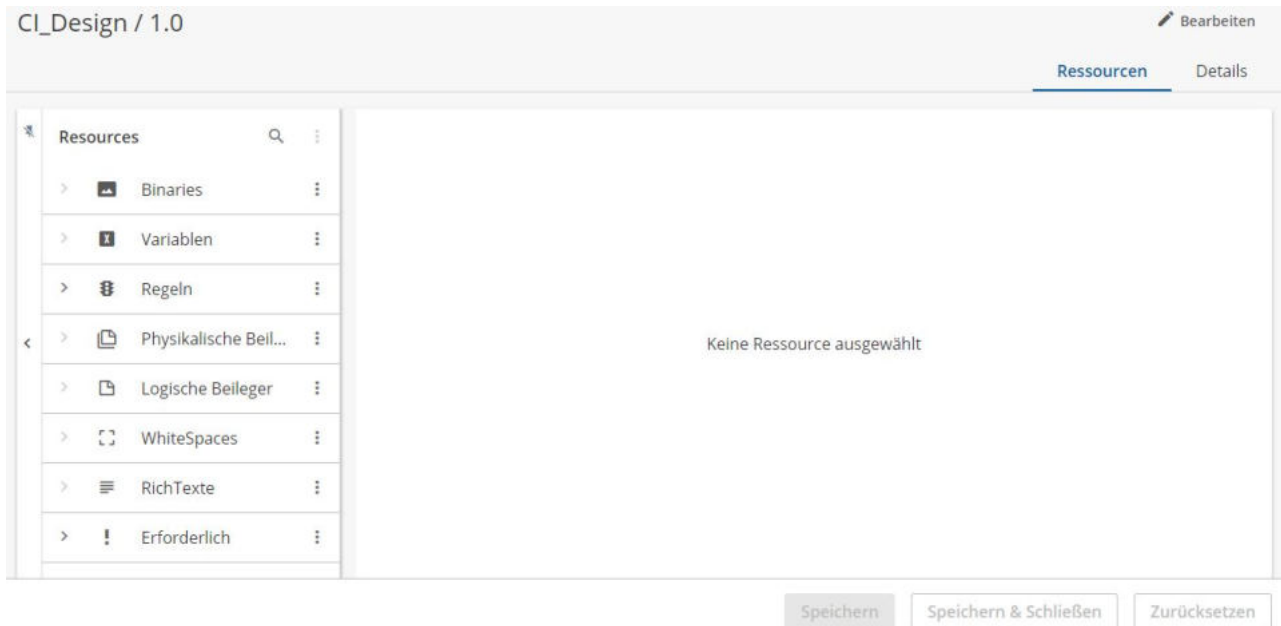 CI_Design / 1.0
Bearbeiten
Ressourcen Details
Resources
Binaries
Variablen
Regeln
Physikalische Beil...
Logische Beileger
WhiteSpaces
RichTexte
Erforderlich
Keine Ressource ausgewählt
Speichern Speichern & Schließen Zurücksetzen